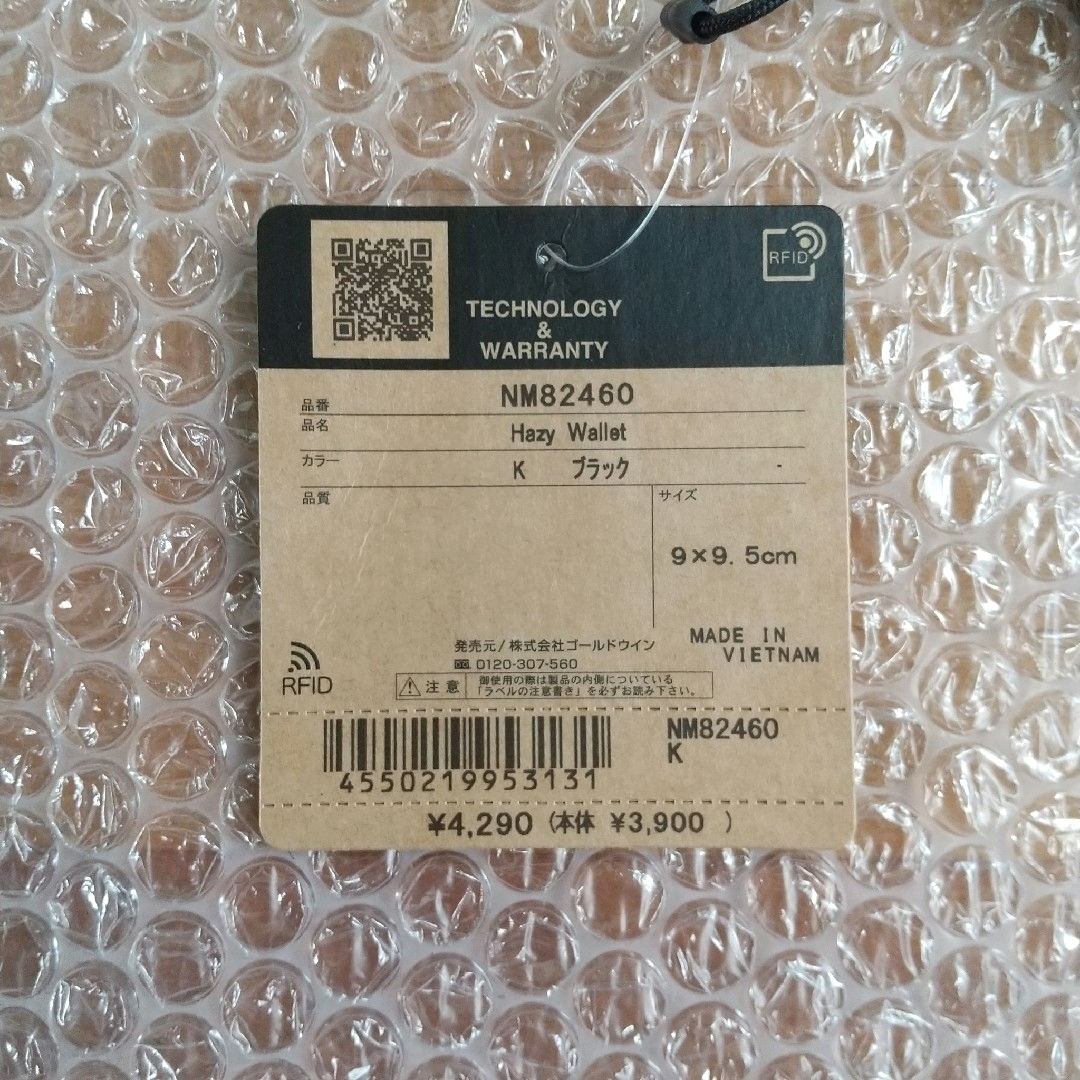 RFID
TECHNOLOGY
&
WARRANTY
品番 NM82460
品名 Hazy Wallet
カラー K ブラック -
品質
サイズ
9×9.5cm
発売元/株式会社ゴールドウイン
0120-307-560
MADE IN
VIETNAM
RFID
注意
御使用の際は製品の内側についている
「ラベルの注意書き」を必ずお読み下さい。
4550219953131
NM82460
K
¥4,290 (本体 ¥3,900 )